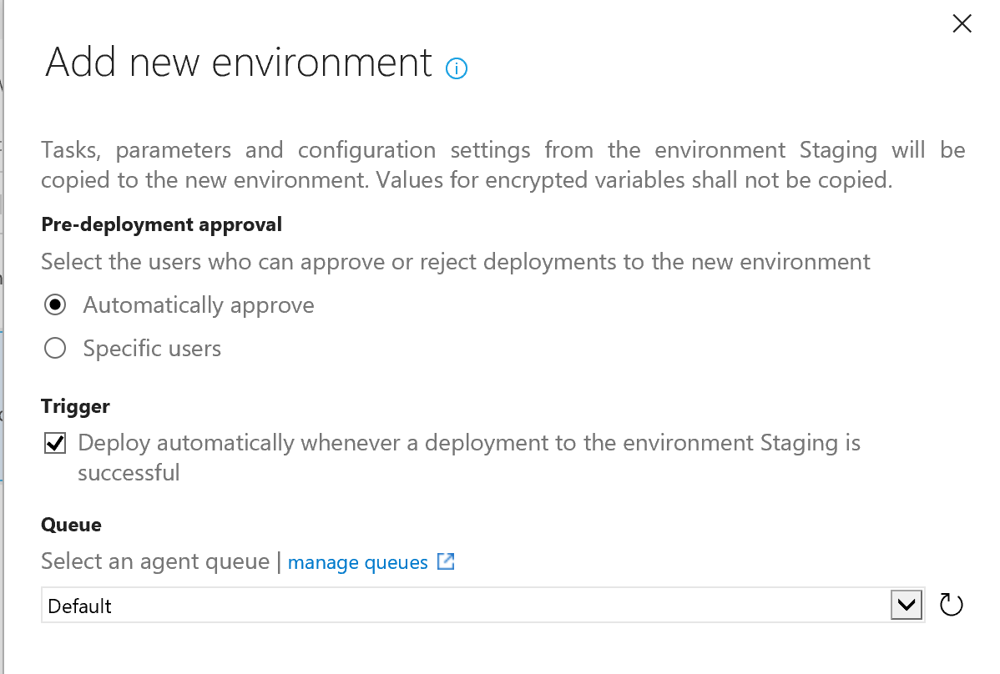 Add new environment
Tasks, parameters and configuration settings from the environment Staging will be
copied to the new environment. Values for encrypted variables shall not be copied.
Pre-deployment approval
Select the users who can approve or reject deployments to the new environment
Automatically approve
Specific users
Trigger
Deploy automatically whenever a deployment to the environment Staging is
successful
Queue
Select an agent queue | manage queues
Default